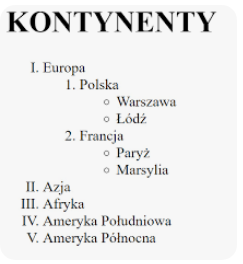 KONTYNENTY
I. Europa
1. Polska
○ Warszawa
○ Łódź
2. Francja
○ Paryż
○ Marsylia
II. Azja
III. Afryka
IV. Ameryka Południowa
V. Ameryka Północna